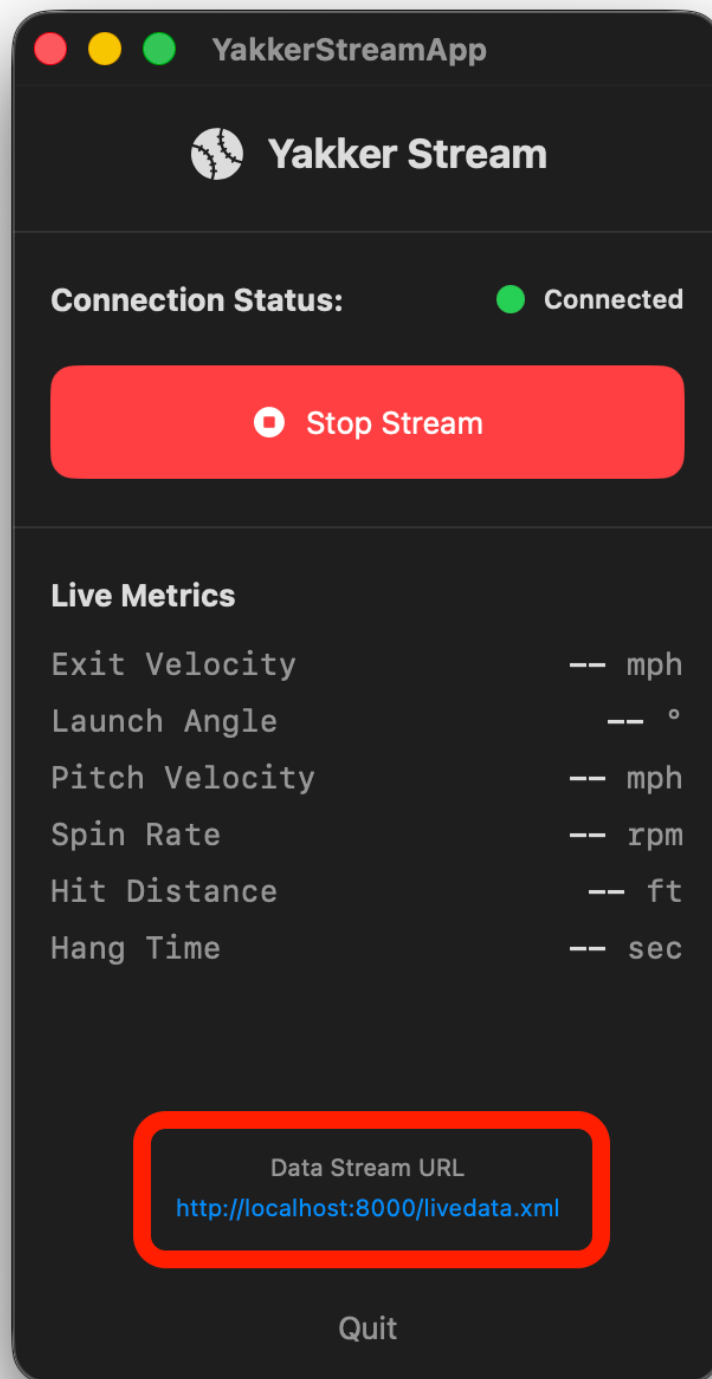 YakkerStreamApp
Yakker Stream
Connection Status: Connected
Stop Stream
Live Metrics
Exit Velocity -- mph
Launch Angle -- °
Pitch Velocity -- mph
Spin Rate -- rpm
Hit Distance -- ft
Hang Time -- sec
Data Stream URL
http://localhost:8000/livedata.xml
Quit